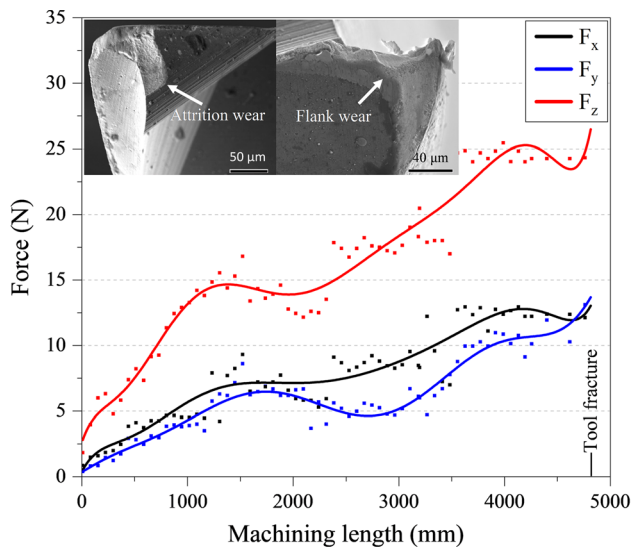 35
30
25
20
15
10
5
0
Force (N)
Attrition wear
50 μm
Flank wear
40 μm
Fx
Fy
Fz
Tool fracture
0
1000
2000
3000
4000
5000
Machining length (mm)